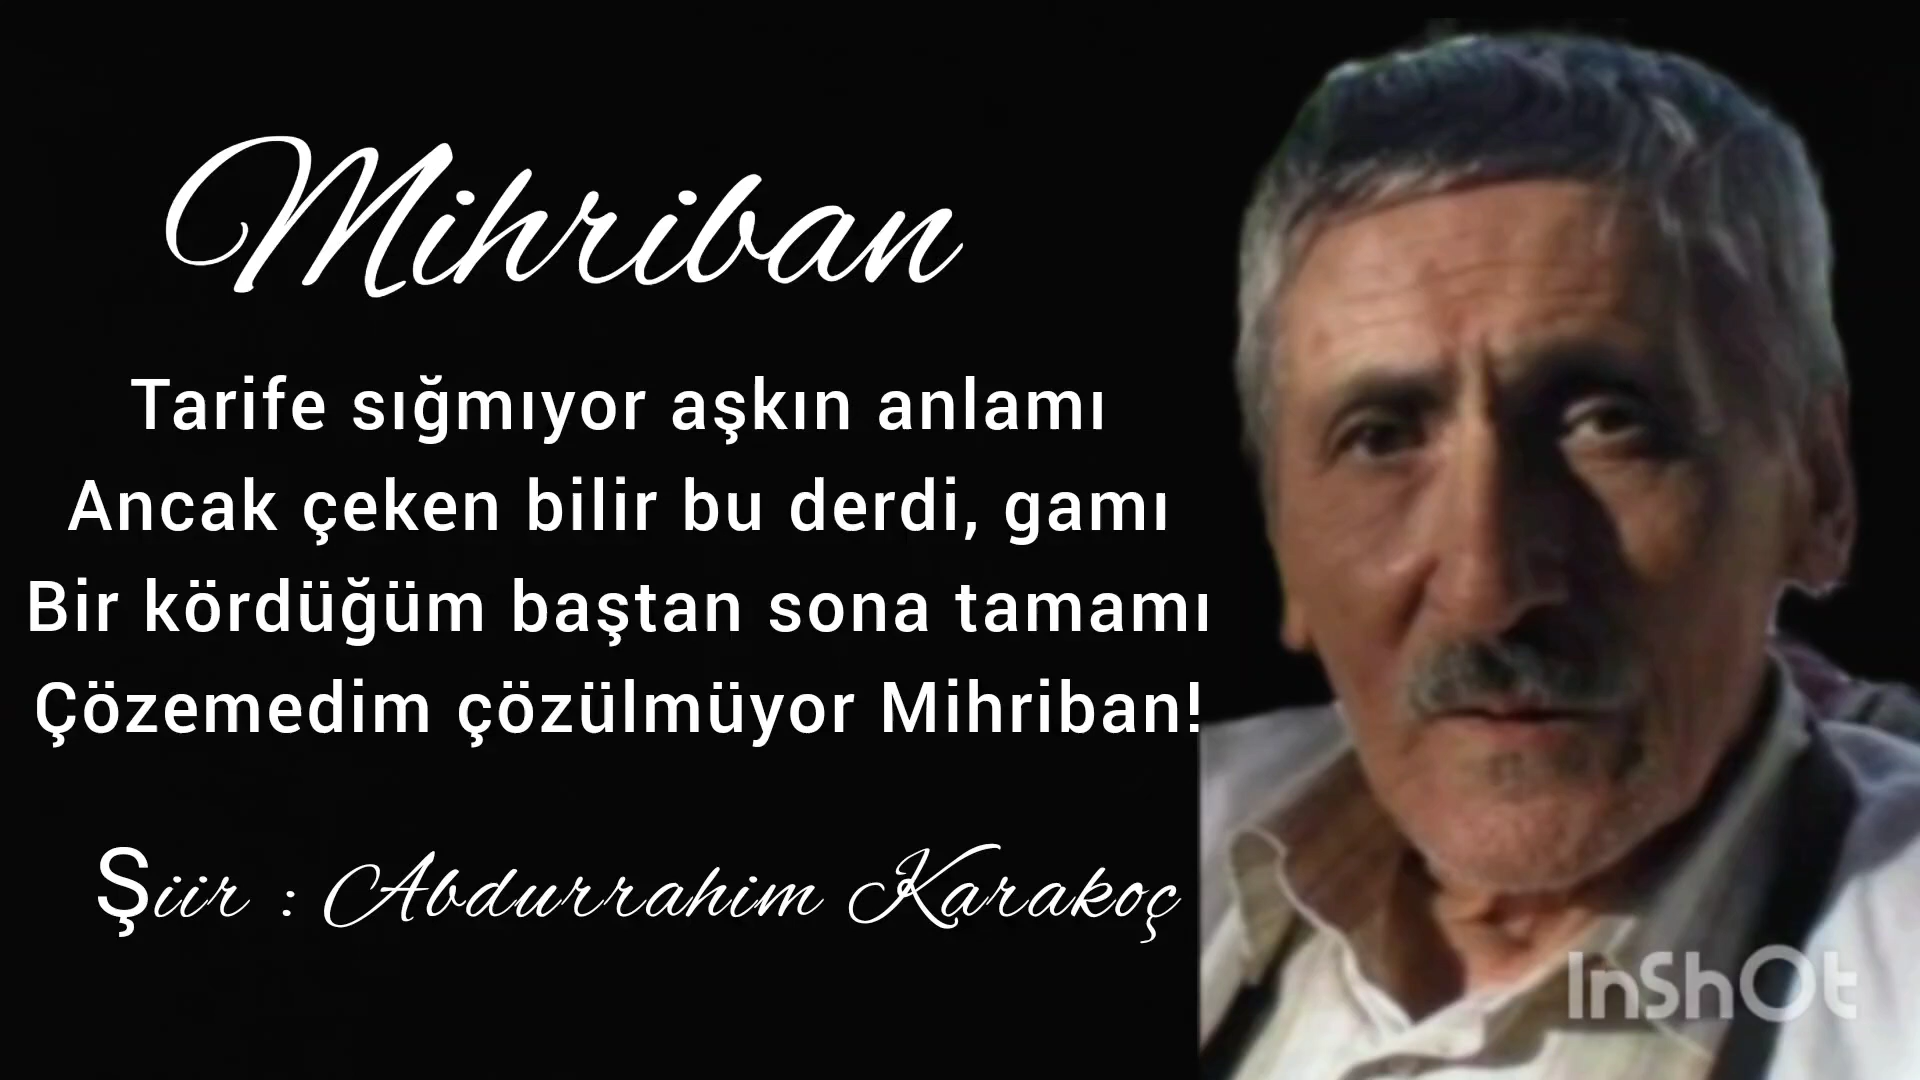 Mihriban
Tarife sığmıyor aşkın anlamı
Ancak çeken bilir bu derdi, gamı
Bir kördüğüm baştan sona tamamı
Çözemedim çözülmüyor Mihriban!
Şiir : Abdurrahim Karakoç
InShOt